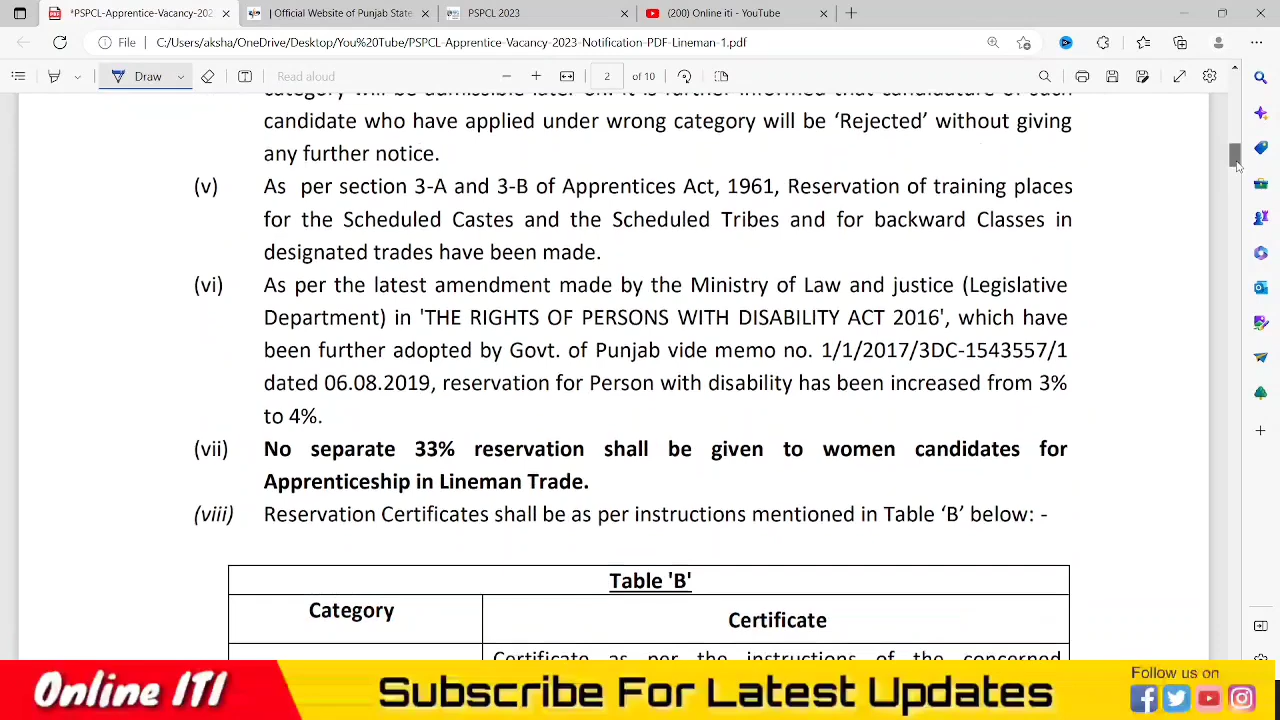 *PSPCL-Apprentice-Vacancy-202
| Official Website of Punjab State
PSPCL 2023
(200) Online iti - YouTube
File
C:/Users/aksha/OneDrive/Desktop/You%20Tube/PSPCL-Apprentice-Vacancy-2023-Notification-PDF-Lineman-1.pdf
Draw
Read aloud
2 of 10
candidate who have applied under wrong category will be ‘Rejected’ without giving
any further notice.
(v) As per section 3-A and 3-B of Apprentices Act, 1961, Reservation of training places
for the Scheduled Castes and the Scheduled Tribes and for backward Classes in
designated trades have been made.
(vi) As per the latest amendment made by the Ministry of Law and justice (Legislative
Department) in 'THE RIGHTS OF PERSONS WITH DISABILITY ACT 2016', which have
been further adopted by Govt. of Punjab vide memo no. 1/1/2017/3DC-1543557/1
dated 06.08.2019, reservation for Person with disability has been increased from 3%
to 4%.
(vii) No separate 33% reservation shall be given to women candidates for
Apprenticeship in Lineman Trade.
(viii) Reservation Certificates shall be as per instructions mentioned in Table ‘B’ below: -
Table 'B'
Category
Certificate
Certificate as per the instructions of the concerned
Online ITI
Subscribe For Latest Updates
Follow us on